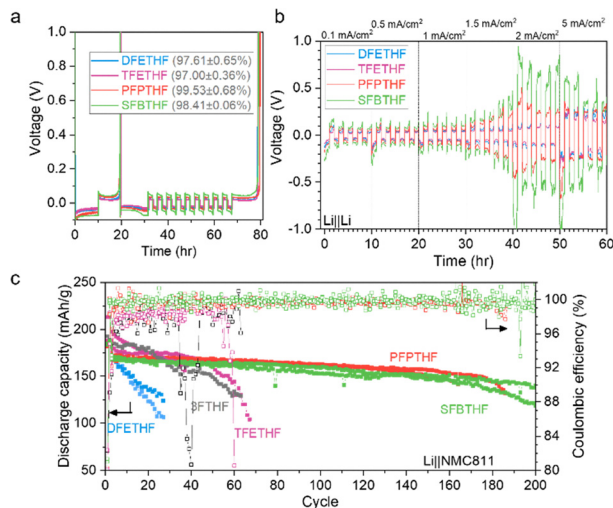 a
DFETHF (97.61±0.65%)
TFETHF (97.00±0.36%)
PFPTHF (99.53±0.68%)
SFBTHF (98.41±0.06%)
Voltage (V)
1.0
0.8
0.6
0.4
0.2
0.0
0 10 20 30 40 50 60 70 80
Time (hr)
b
0.1 mA/cm²
0.5 mA/cm²
1 mA/cm²
1.5 mA/cm²
2 mA/cm²
5 mA/cm²
DFETHF
TFETHF
PFPTHF
SFBTHF
Voltage (V)
1.0
0.5
0.0
-0.5
-1.0
Li||Li
0 10 20 30 40 50 60
Time (hr)
c
Discharge capacity (mAh/g)
250
200
150
100
50
DFETHF
3FTHF
TFETHF
PFPTHF
SFBTHF
Li||NMC811
100
96
92
88
84
80
Coulombic efficiency (%)
0 20 40 60 80 100 120 140 160 180 200
Cycle